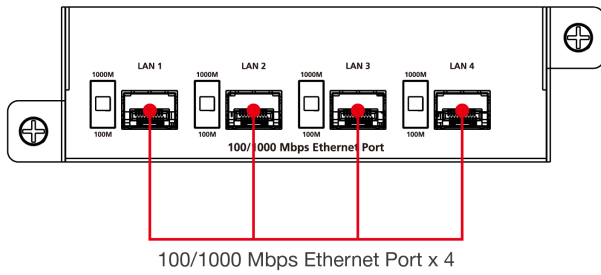 LAN 1 LAN 2 LAN 3 LAN 4
1000M 1000M 1000M 1000M
100M 100M 100M 100M
100/1000 Mbps Ethernet Port
100/1000 Mbps Ethernet Port x 4